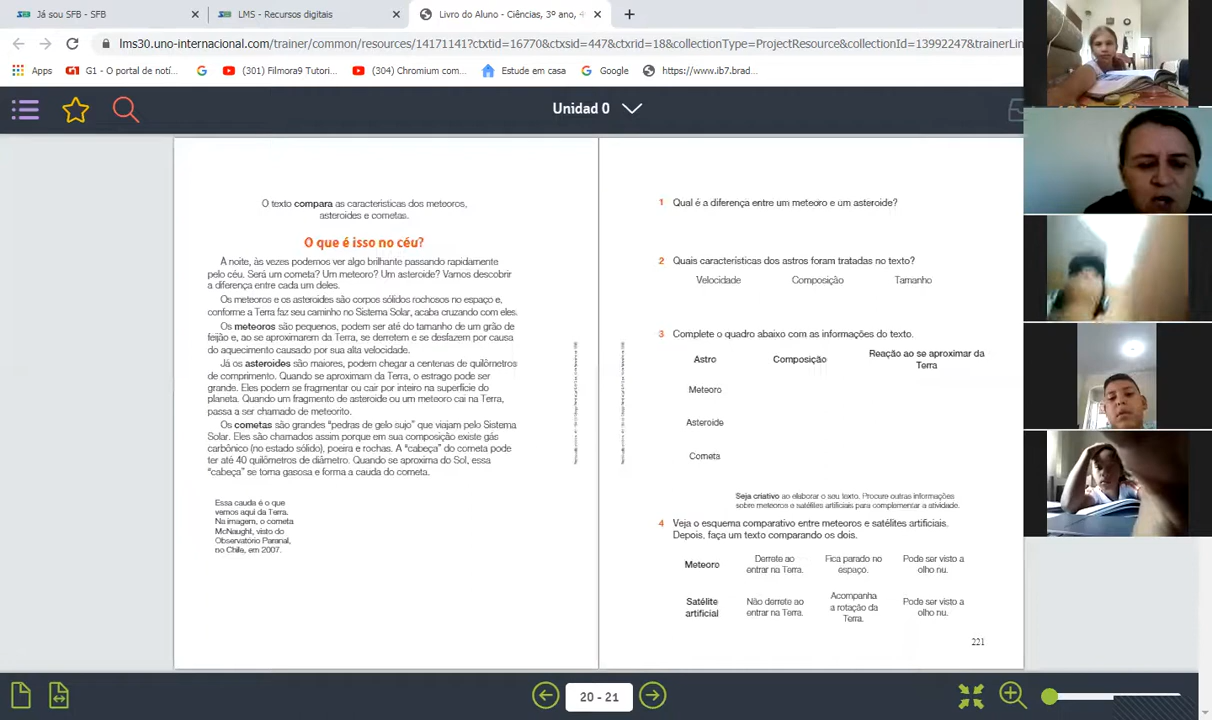 Já sou SFB - SFB
LMS - Recursos digitais
Livro do Aluno - Ciências, 3º ano, 4
lms30.uno-internacional.com/trainer/common/resources/14171141?ctxtid=16770&ctxsid=447&ctxrid=18&collectionType=ProjectResource&collectionId=13992247&trainerLin
Apps
G1 - O portal de notí...
(301) Filmora9 Tutori...
(304) Chromium com...
Estude em casa
Google
https://www.ib7.brad...
Unidad 0
O texto compara as características dos meteoros,
asteroides e cometas.
O que é isso no céu?
A noite, às vezes podemos ver algo brilhante passando rapidamente
pelo céu. Será um cometa? Um meteoro? Um asteroide? Vamos descobrir
a diferença entre cada um deles.
Os meteoros e os asteroides são corpos sólidos rochosos no espaço e,
conforme a Terra faz seu caminho no Sistema Solar, acaba cruzando com eles.
Os meteoros são pequenos, podem ser até do tamanho de um grão de
feijão e, ao se aproximarem da Terra, se derretem e se desfazem por causa
do aquecimento causado por sua alta velocidade.
Já os asteroides são maiores, podem chegar a centenas de quilômetros
de comprimento. Quando se aproximam da Terra, o estrago pode ser
grande. Eles podem se fragmentar ou cair por inteiro na superfície do
planeta. Quando um fragmento de asteroide ou um meteoro cai na Terra,
passa a ser chamado de meteorito.
Os cometas são grandes “pedras de gelo sujo” que viajam pelo Sistema
Solar. Eles são chamados assim porque em sua composição existe gás
carbônico (no estado sólido), poeira e rochas. A “cabeça” do cometa pode
ter até 40 quilômetros de diâmetro. Quando se aproxima do Sol, essa
“cabeça” se torna gasosa e forma a cauda do cometa.
Essa cauda é o que
vemos aqui da Terra.
Na imagem, o cometa
McNaught, visto do
Observatório Paranal,
no Chile, em 2007.
1 Qual é a diferença entre um meteoro e um asteroide?
2 Quais características dos astros foram tratadas no texto?
Velocidade Composição Tamanho
3 Complete o quadro abaixo com as informações do texto.
Astro Composição Reação ao se aproximar da
Terra
Meteoro
Asteroide
Cometa
Seja criativo ao elaborar o seu texto. Procure outras informações
sobre meteoros e satélites artificiais para complementar a atividade.
4 Veja o esquema comparativo entre meteoros e satélites artificiais.
Depois, faça um texto comparando os dois.
Meteoro
Derrete ao
entrar na Terra.
Fica parado no
espaço.
Pode ser visto a
olho nu.
Satélite
artificial
Não derrete ao
entrar na Terra.
Acompanha
a rotação da
Terra.
Pode ser visto a
olho nu.
221
20 - 21